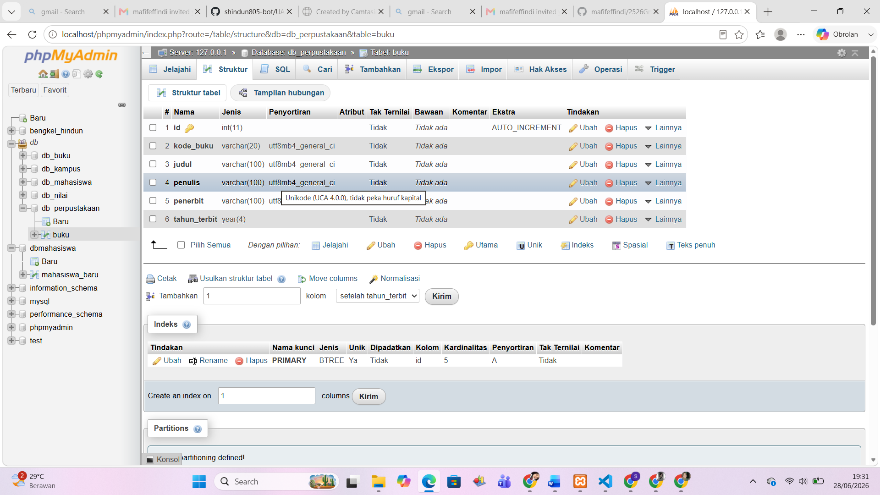 gmail - Search
mafifeffindi invited
shindun805-bot/UA
Created by Camtas
gmail - Search
mafifeffindi invited
mafifeffindi/2526G
localhost / 127.0.0.
localhost/phpmyadmin/index.php?route=/table/structure&db=db_perpustakaan&table=buku
Obrolan
phpMyAdmin
Terbaru Favorit
Baru
bengkel_hindun
db
db_buku
db_kampus
db_mahasiswa
db_nilai
db_perpustakaan
Baru
buku
dbmahasiswa
Baru
mahasiswa_baru
information_schema
mysql
performance_schema
phpmyadmin
test
Server: 127.0.0.1 » Database: db_perpustakaan » Tabel: buku
Jelajahi Struktur SQL Cari Tambahkan Ekspor Impor Hak Akses Operasi Trigger
Struktur tabel Tampilan hubungan
# Nama Jenis Penyortiran Atribut Tak Ternilai Bawaan Komentar Ekstra Tindakan
1 id int(11) Tidak Tidak ada AUTO_INCREMENT Ubah Hapus Lainnya
2 kode_buku varchar(20) utf8mb4_general_ci Tidak Tidak ada Ubah Hapus Lainnya
3 judul varchar(100) utf8mb4_general_ci Tidak Tidak ada Ubah Hapus Lainnya
4 penulis varchar(100) utf8mb4_general_ci Tidak Tidak ada Ubah Hapus Lainnya
5 penerbit varchar(100) Tidak Tidak ada Ubah Hapus Lainnya
Unikode (UCA 4.0.0), tidak peka huruf kapital
6 tahun_terbit year(4) Tidak Tidak ada Ubah Hapus Lainnya
Pilih Semua Dengan pilihan: Jelajahi Ubah Hapus Utama Unik Indeks Spasial Teks penuh
Cetak Usulkan struktur tabel Move columns Normalisasi
Tambahkan 1 kolom setelah tahun_terbit Kirim
Indeks
Tindakan Nama kunci Jenis Unik Dipadatkan Kolom Kardinalitas Penyortiran Tak Ternilai Komentar
Ubah Rename Hapus PRIMARY BTREE Ya Tidak id 5 A Tidak
Create an index on 1 columns Kirim
Partitions
Konsol
partitioning defined!
29°C
Berawan
Search
19:31
28/06/2026